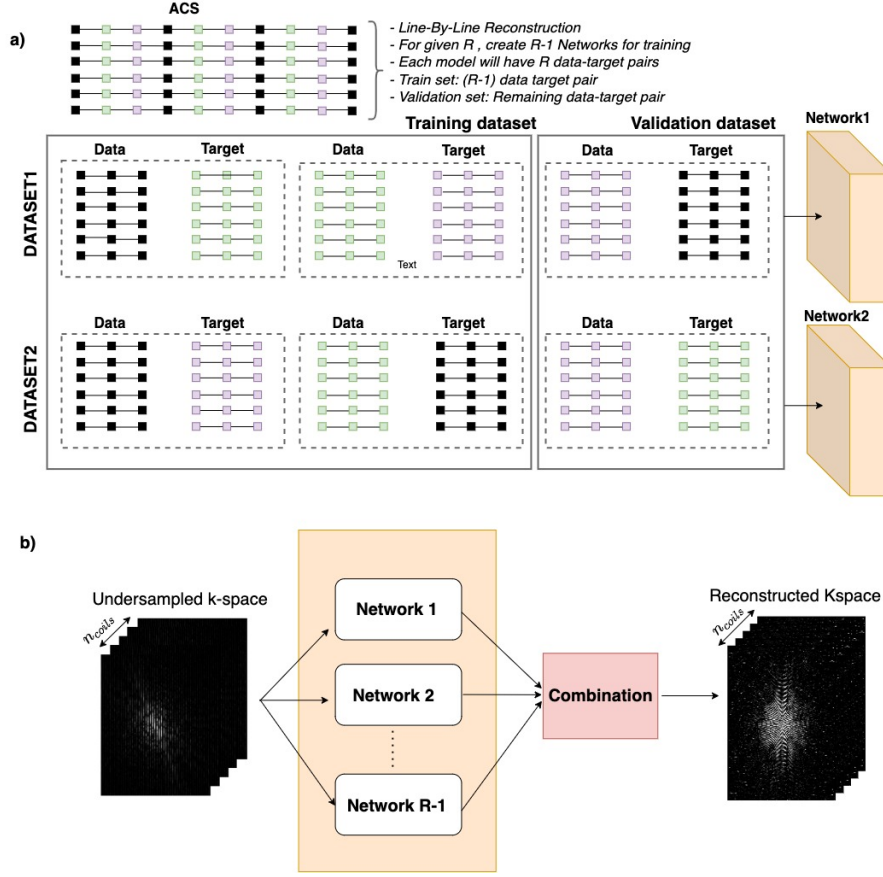 ACS
a)
- Line-By-Line Reconstruction
- For given R , create R-1 Networks for training
- Each model will have R data-target pairs
- Train set: (R-1) data target pair
- Validation set: Remaining data-target pair
Training dataset
Validation dataset
Network1
DATASET1
Data
Target
Data
Target
Data
Target
Text
Network2
DATASET2
Data
Target
Data
Target
Data
Target
b)
Undersampled k-space
n_coils
Network 1
Network 2
Network R-1
Combination
Reconstructed Kspace
n_coils